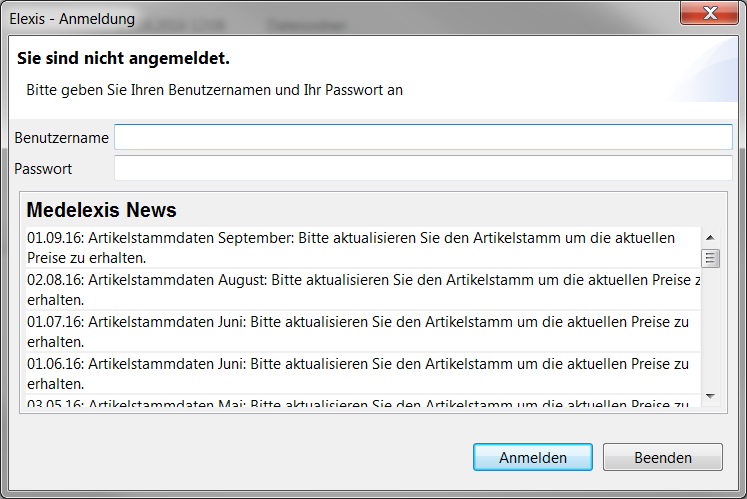 Elexis - Anmeldung
Sie sind nicht angemeldet.
Bitte geben Sie Ihren Benutzernamen und Ihr Passwort an
Benutzername
Passwort
Medelexis News
01.09.16: Artikelstammdaten September: Bitte aktualisieren Sie den Artikelstamm um die aktuellen
Preise zu erhalten.
02.08.16: Artikelstammdaten August: Bitte aktualisieren Sie den Artikelstamm um die aktuellen Preise z
erhalten.
01.07.16: Artikelstammdaten Juni: Bitte aktualisieren Sie den Artikelstamm um die aktuellen Preise zu
erhalten.
01.06.16: Artikelstammdaten Juni: Bitte aktualisieren Sie den Artikelstamm um die aktuellen Preise zu
erhalten.
03.05.16: Artikelstammdaten Mai: Bitte aktualisieren Sie den Artikelstamm um die aktuellen Preise zu
Anmelden Beenden